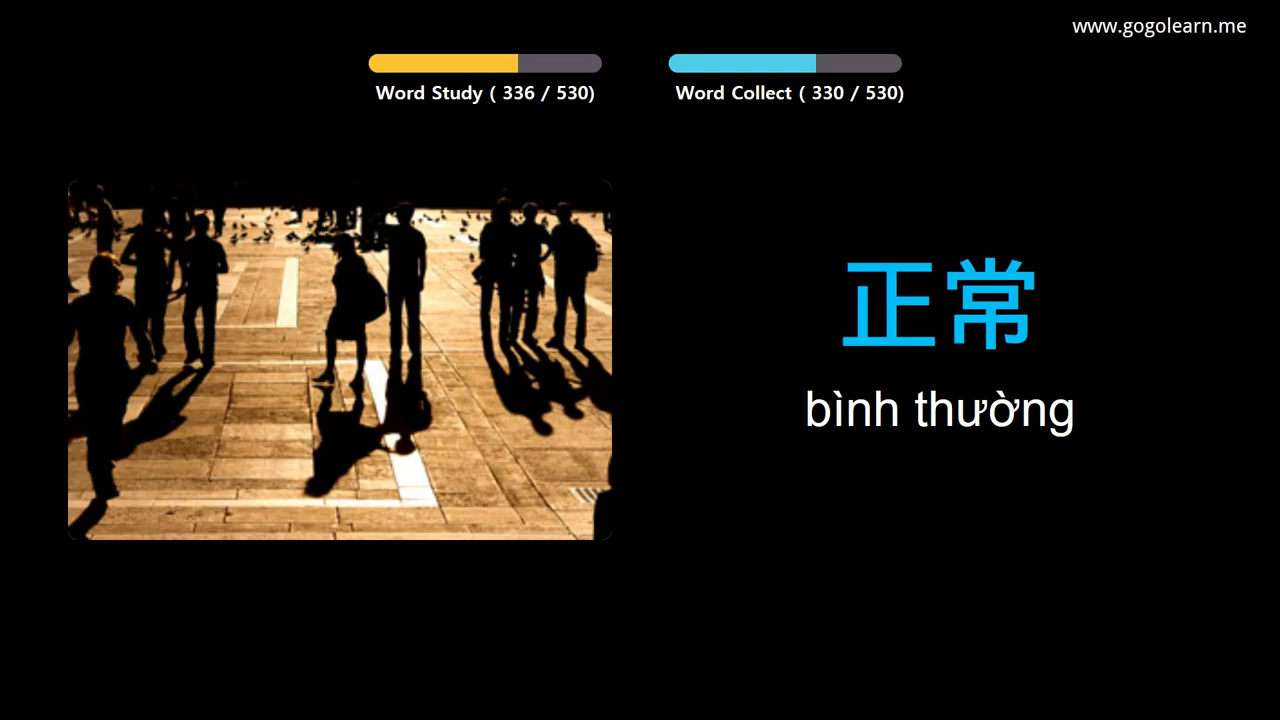 www.gogolearn.me
Word Study ( 336 / 530)
Word Collect ( 330 / 530)
正常
bình thường